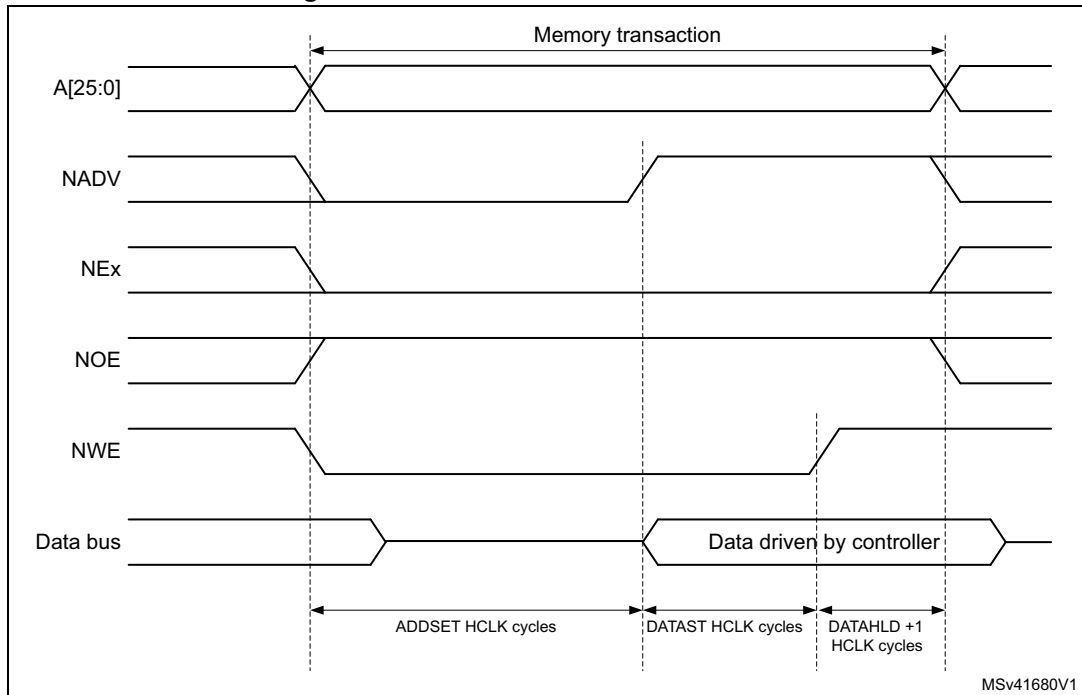 Memory transaction
A[25:0]
NADV
NEx
NOE
NWE
Data bus
Data driven by controller
ADDSET HCLK cycles
DATAST HCLK cycles
DATAHLD +1
HCLK cycles
MSv41680V1